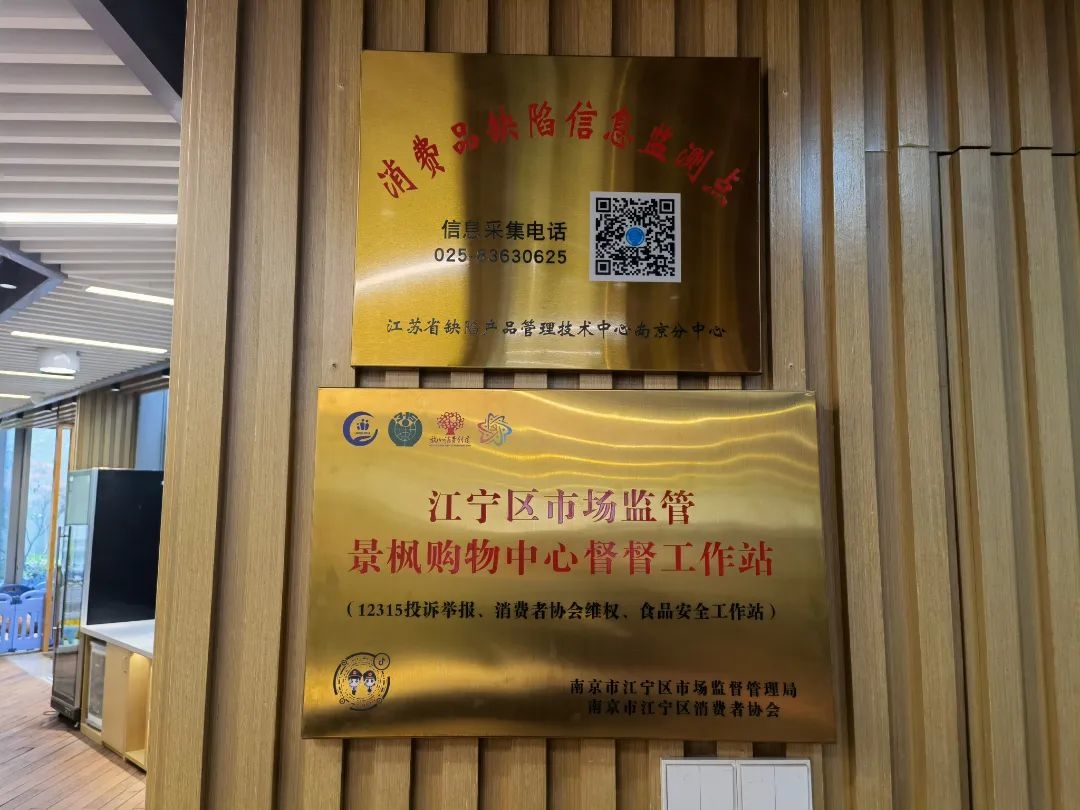 消费品缺陷信息监测点
信息采集电话
025-83630625
江苏省缺陷产品管理技术中心南京分中心
江宁区市场监管
景枫购物中心督督工作站
（12315投诉举报、消费者协会维权、食品安全工作站）
南京市江宁区市场监督管理局
南京市江宁区消费者协会